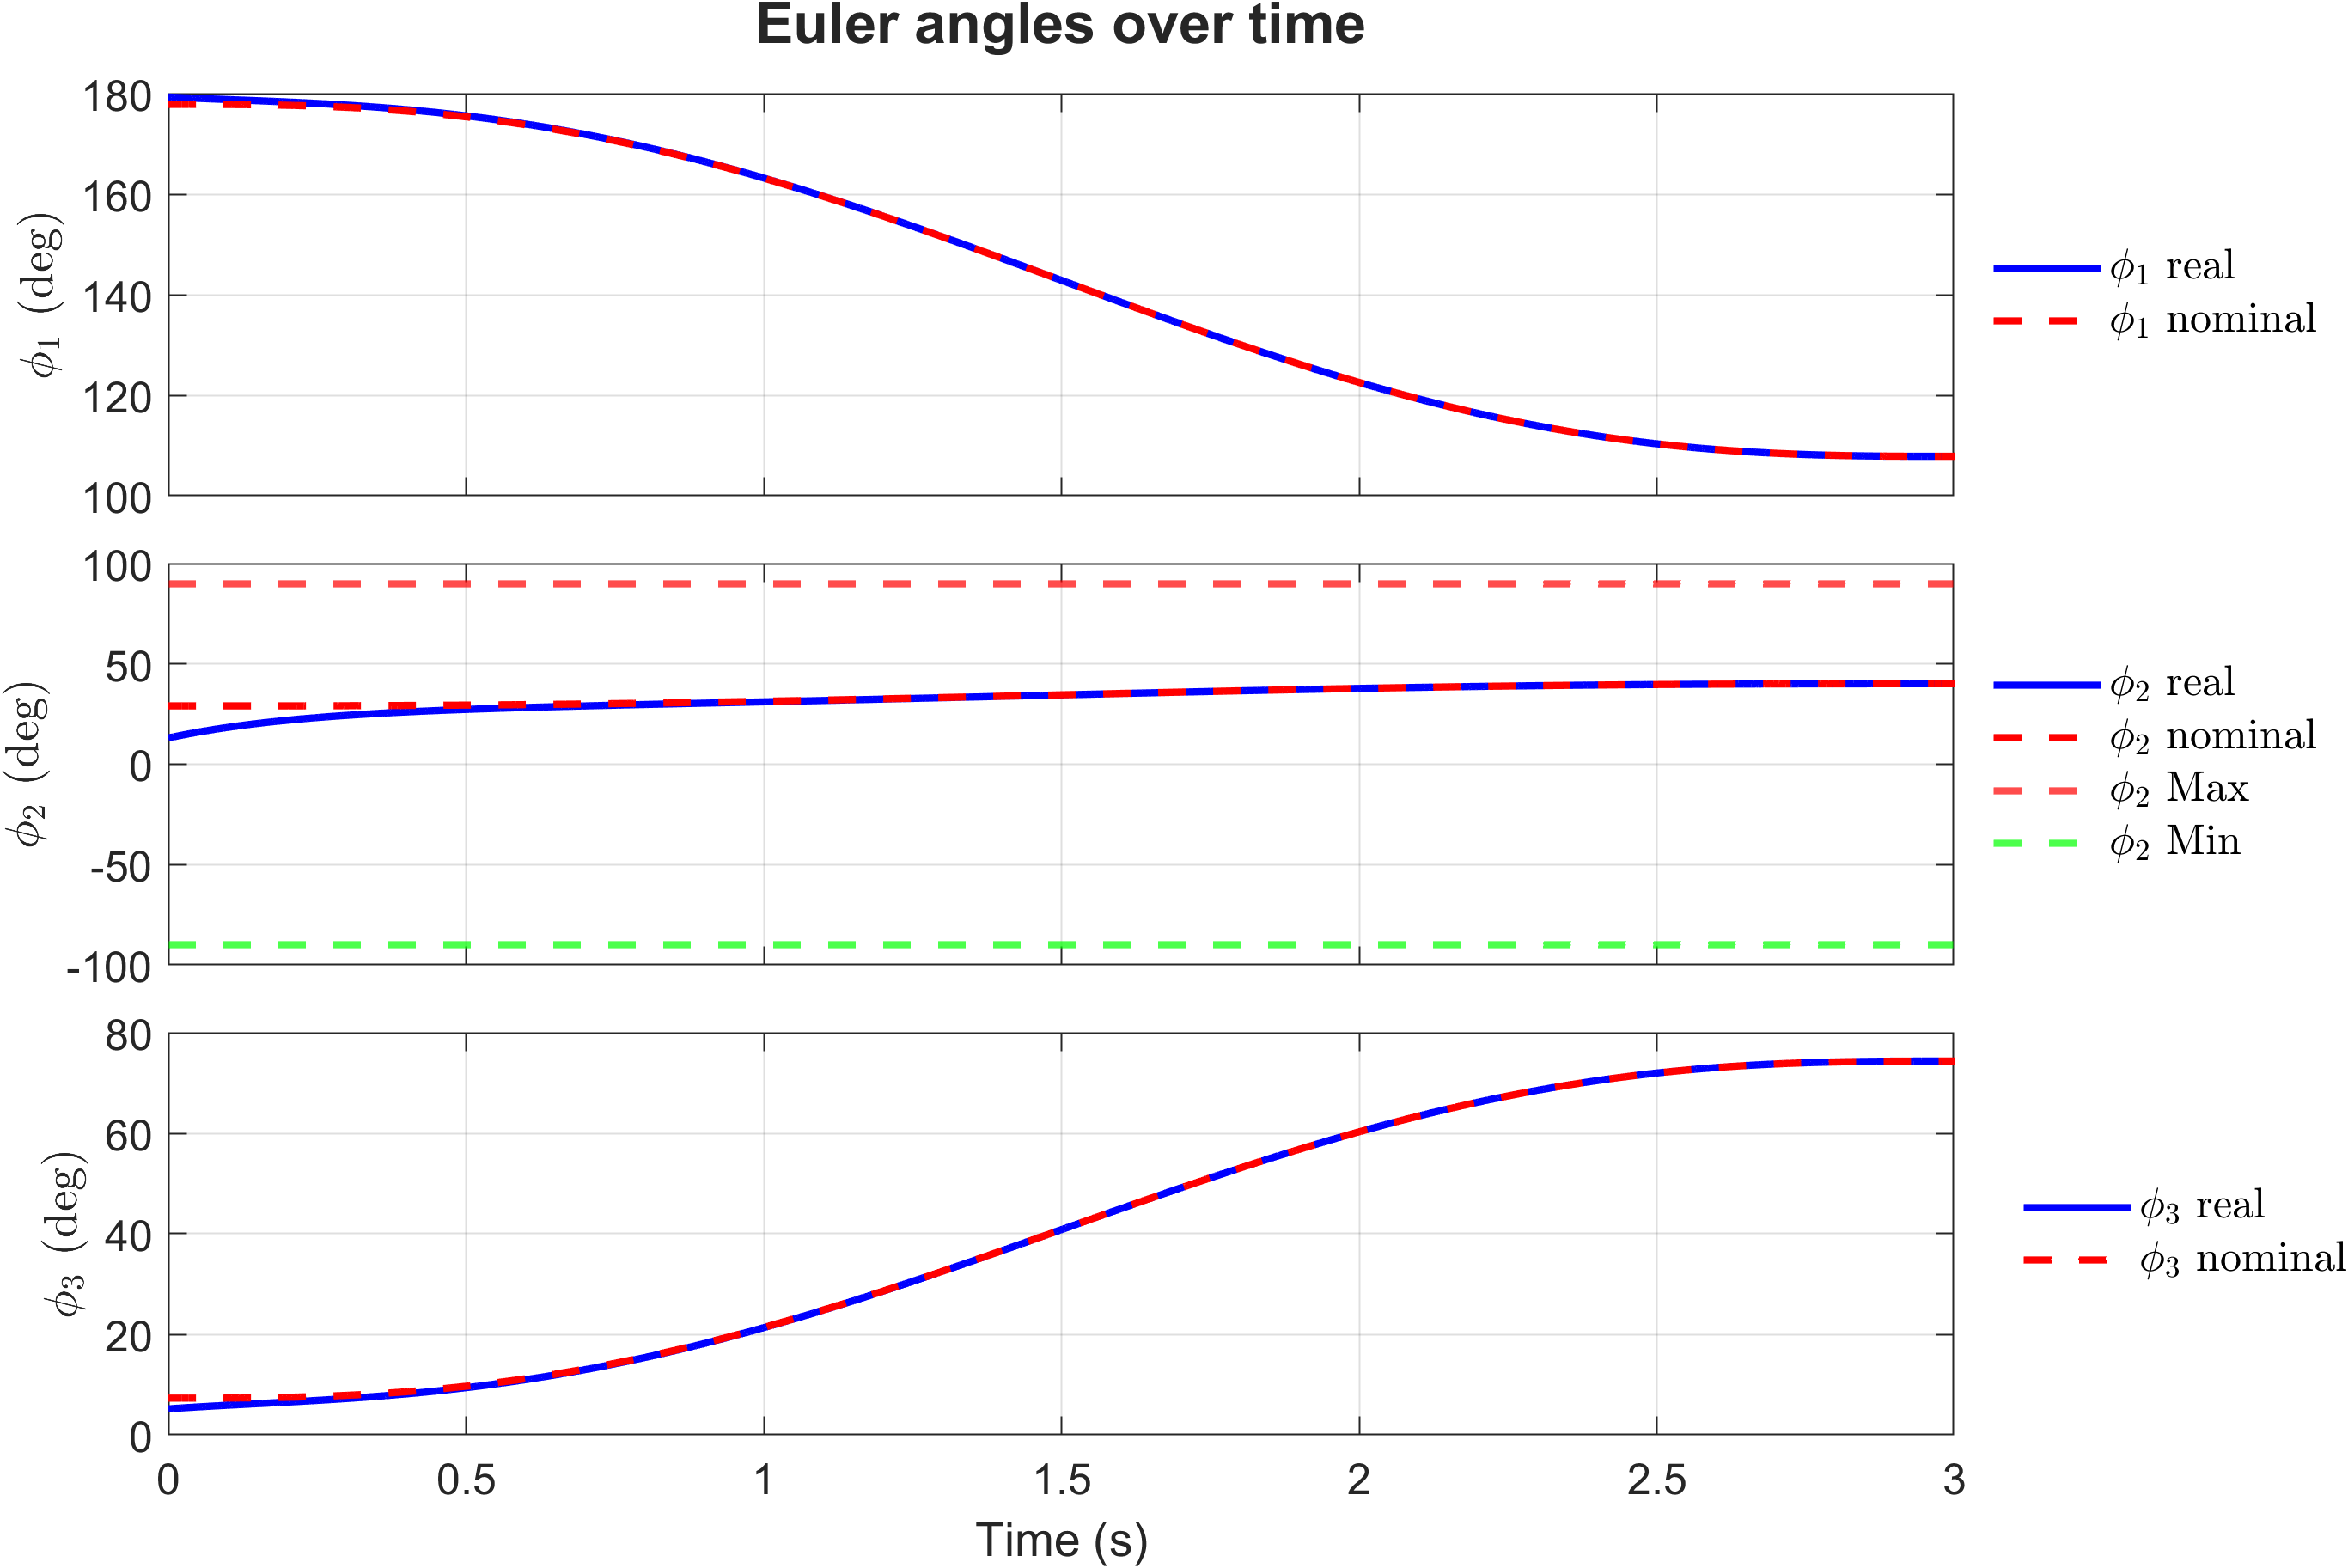 Euler angles over time
180
160
140
120
100
ϕ1 (deg)
ϕ1 real
ϕ1 nominal
100
50
0
-50
-100
ϕ2 (deg)
ϕ2 real
ϕ2 nominal
ϕ2 Max
ϕ2 Min
80
60
40
20
0
ϕ3 (deg)
ϕ3 real
ϕ3 nominal
0 0.5 1 1.5 2 2.5 3
Time (s)